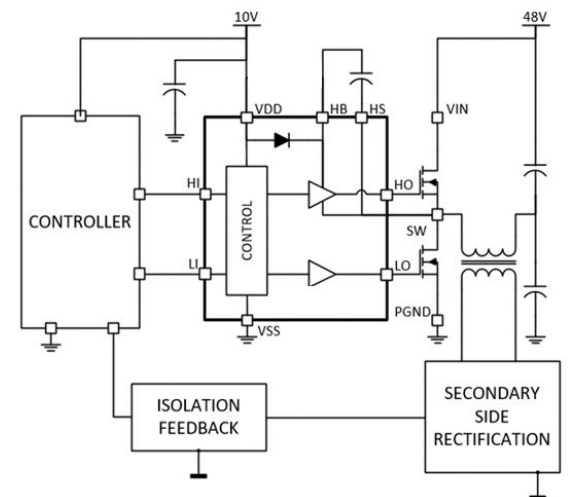 10V
48V
VDD
HB
HS
VIN
HI
HO
CONTROLLER
CONTROL
SW
LI
LO
PGND
VSS
ISOLATION
FEEDBACK
SECONDARY
SIDE
RECTIFICATION